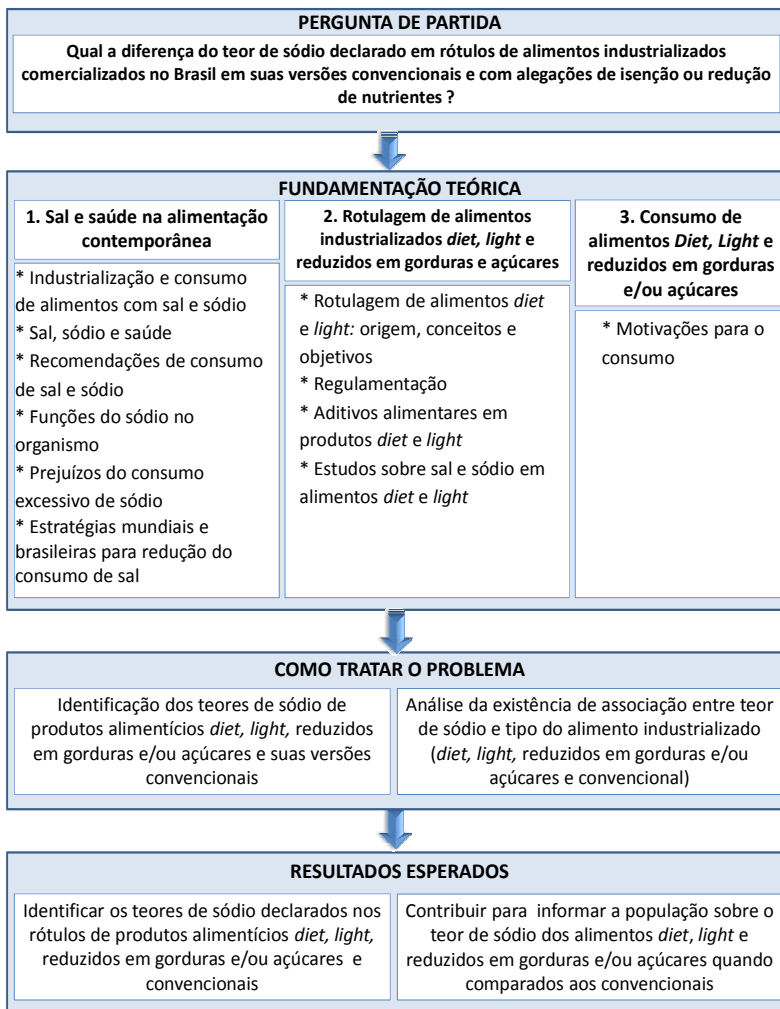 PERGUNTA DE PARTIDA
Qual a diferença do teor de sódio declarado em rótulos de alimentos industrializados
comercializados no Brasil em suas versões convencionais e com alegações de isenção ou redução
de nutrientes ?
FUNDAMENTAÇÃO TEÓRICA
1. Sal e saúde na alimentação
contemporânea
* Industrialização e consumo
de alimentos com sal e sódio
* Sal, sódio e saúde
* Recomendações de consumo
de sal e sódio
* Funções do sódio no
organismo
* Prejuízos do consumo
excessivo de sódio
* Estratégias mundiais e
brasileiras para redução do
consumo de sal
2. Rotulagem de alimentos
industrializados diet, light e
reduzidos em gorduras e açúcares
* Rotulagem de alimentos diet
e light: origem, conceitos e
objetivos
* Regulamentação
* Aditivos alimentares em
produtos diet e light
* Estudos sobre sal e sódio em
alimentos diet e light
3. Consumo de
alimentos Diet, Light e
reduzidos em gorduras
e/ou açúcares
* Motivações para o
consumo
COMO TRATAR O PROBLEMA
Identificação dos teores de sódio de
produtos alimentícios diet, light, reduzidos
em gorduras e/ou açúcares e suas versões
convencionais
Análise da existência de associação entre teor
de sódio e tipo do alimento industrializado
(diet, light, reduzidos em gorduras e/ou
açúcares e convencional)
RESULTADOS ESPERADOS
Identificar os teores de sódio declarados nos
rótulos de produtos alimentícios diet, light,
reduzidos em gorduras e/ou açúcares e
convencionais
Contribuir para informar a população sobre o
teor de sódio dos alimentos diet, light e
reduzidos em gorduras e/ou açúcares quando
comparados aos convencionais